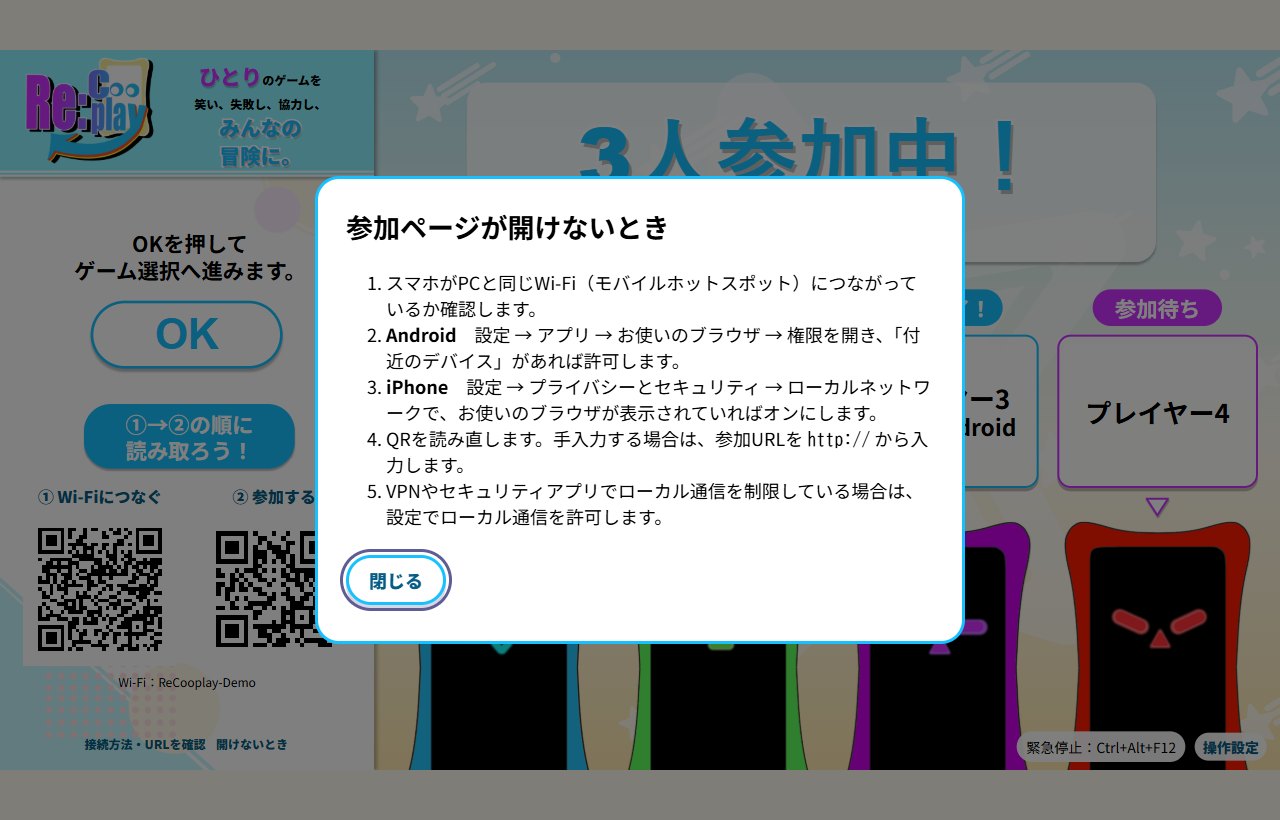 Re:Cooplay
ひとりのゲームを
笑い、失敗し、協力し、
みんなの
冒険に。
3人参加中！
OKを押して
ゲーム選択へ進みます。
OK
①→②の順に
読み取ろう！
① Wi-Fiにつなぐ
② 参加する
Wi-Fi：ReCooplay-Demo
接続方法・URLを確認
開けないとき
参加ページが開けないとき
1. スマホがPCと同じWi-Fi（モバイルホットスポット）につながって
いるか確認します。
2. Android　設定 → アプリ → お使いのブラウザ → 権限を開き、「付
近のデバイス」があれば許可します。
3. iPhone　設定 → プライバシーとセキュリティ → ローカルネットワ
ークで、お使いのブラウザが表示されていればオンにします。
4. QRを読み直します。手入力する場合は、参加URLを http:// から入
力します。
5. VPNやセキュリティアプリでローカル通信を制限している場合は、
設定でローカル通信を許可します。
閉じる
！
ー3
droid
参加待ち
プレイヤー4
緊急停止：Ctrl+Alt+F12
操作設定